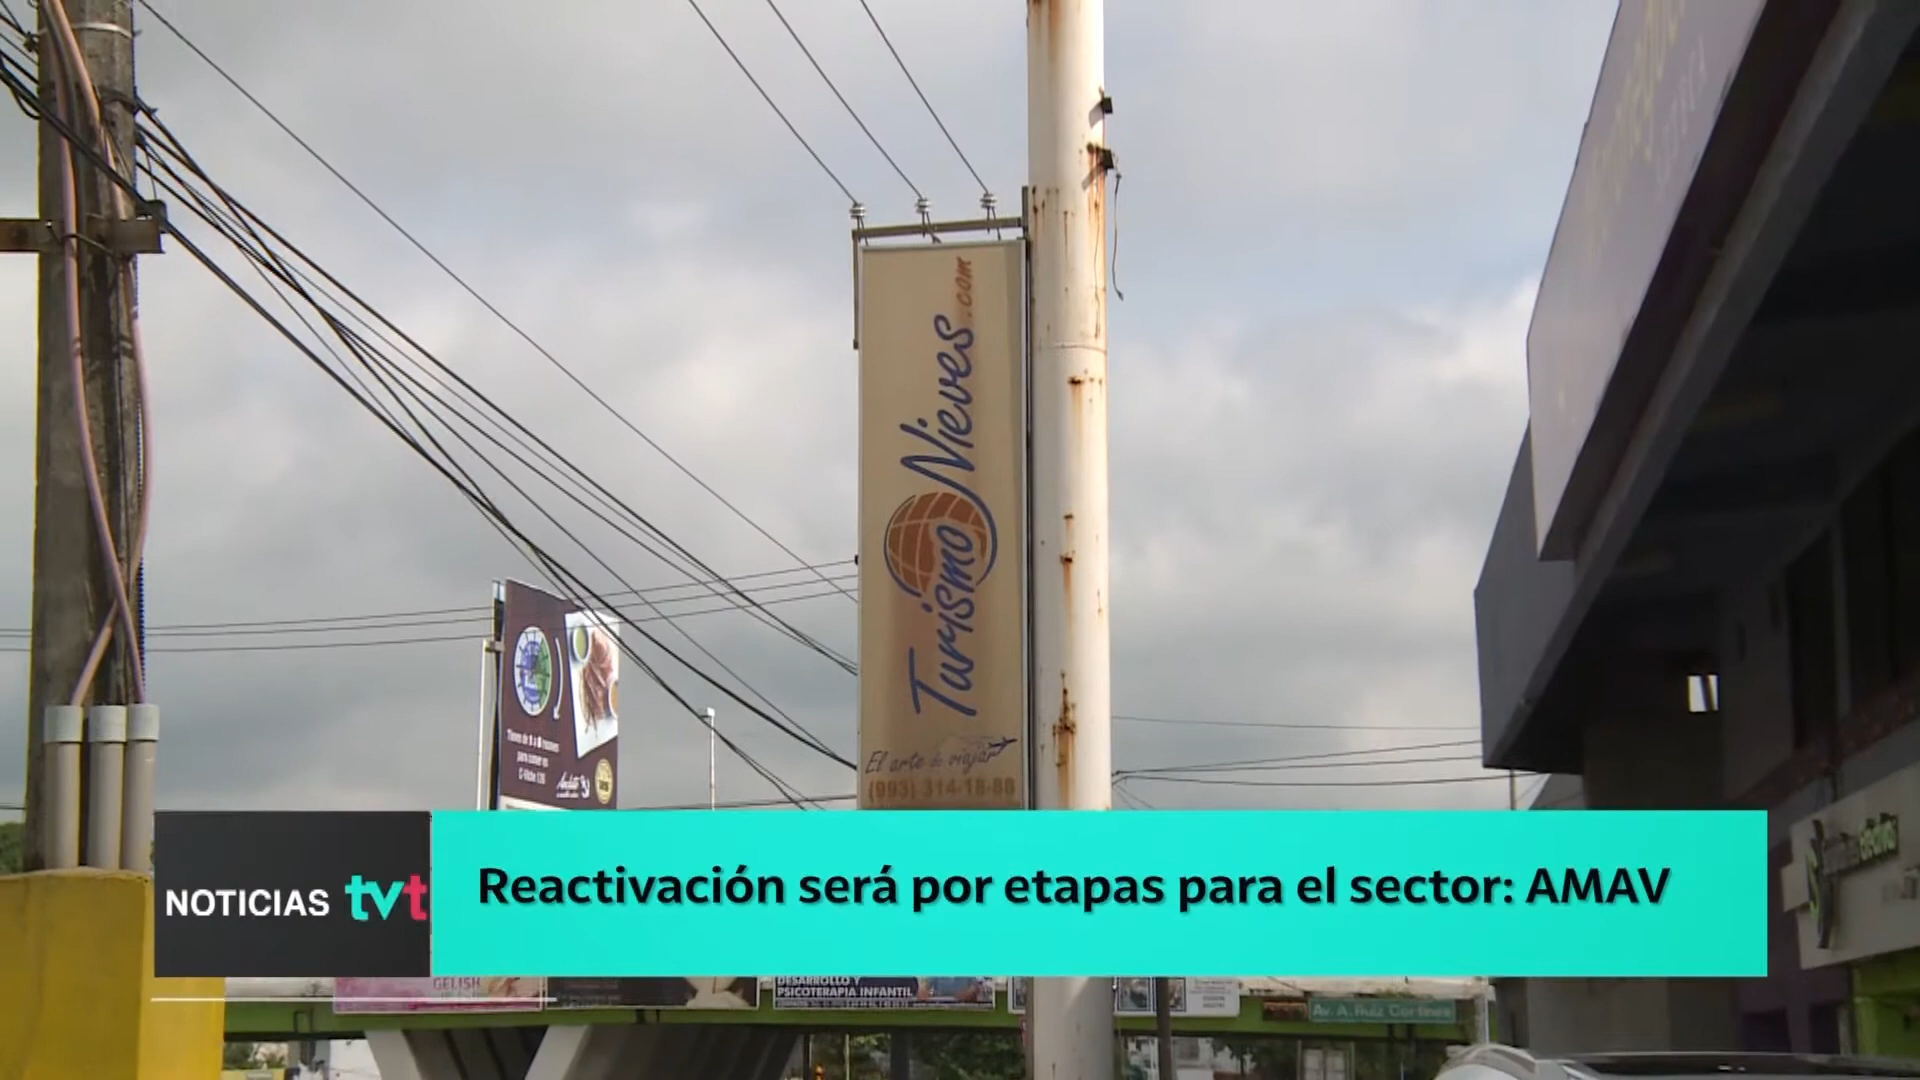 Turismo Nieves.com
El arte de viajar
(993) 314-18-88
NOTICIAS tvt
Reactivación será por etapas para el sector: AMAV
GELISH
DESARROLLO Y
PSICOTERAPIA INFANTIL
Av. A. Ruiz Cortines